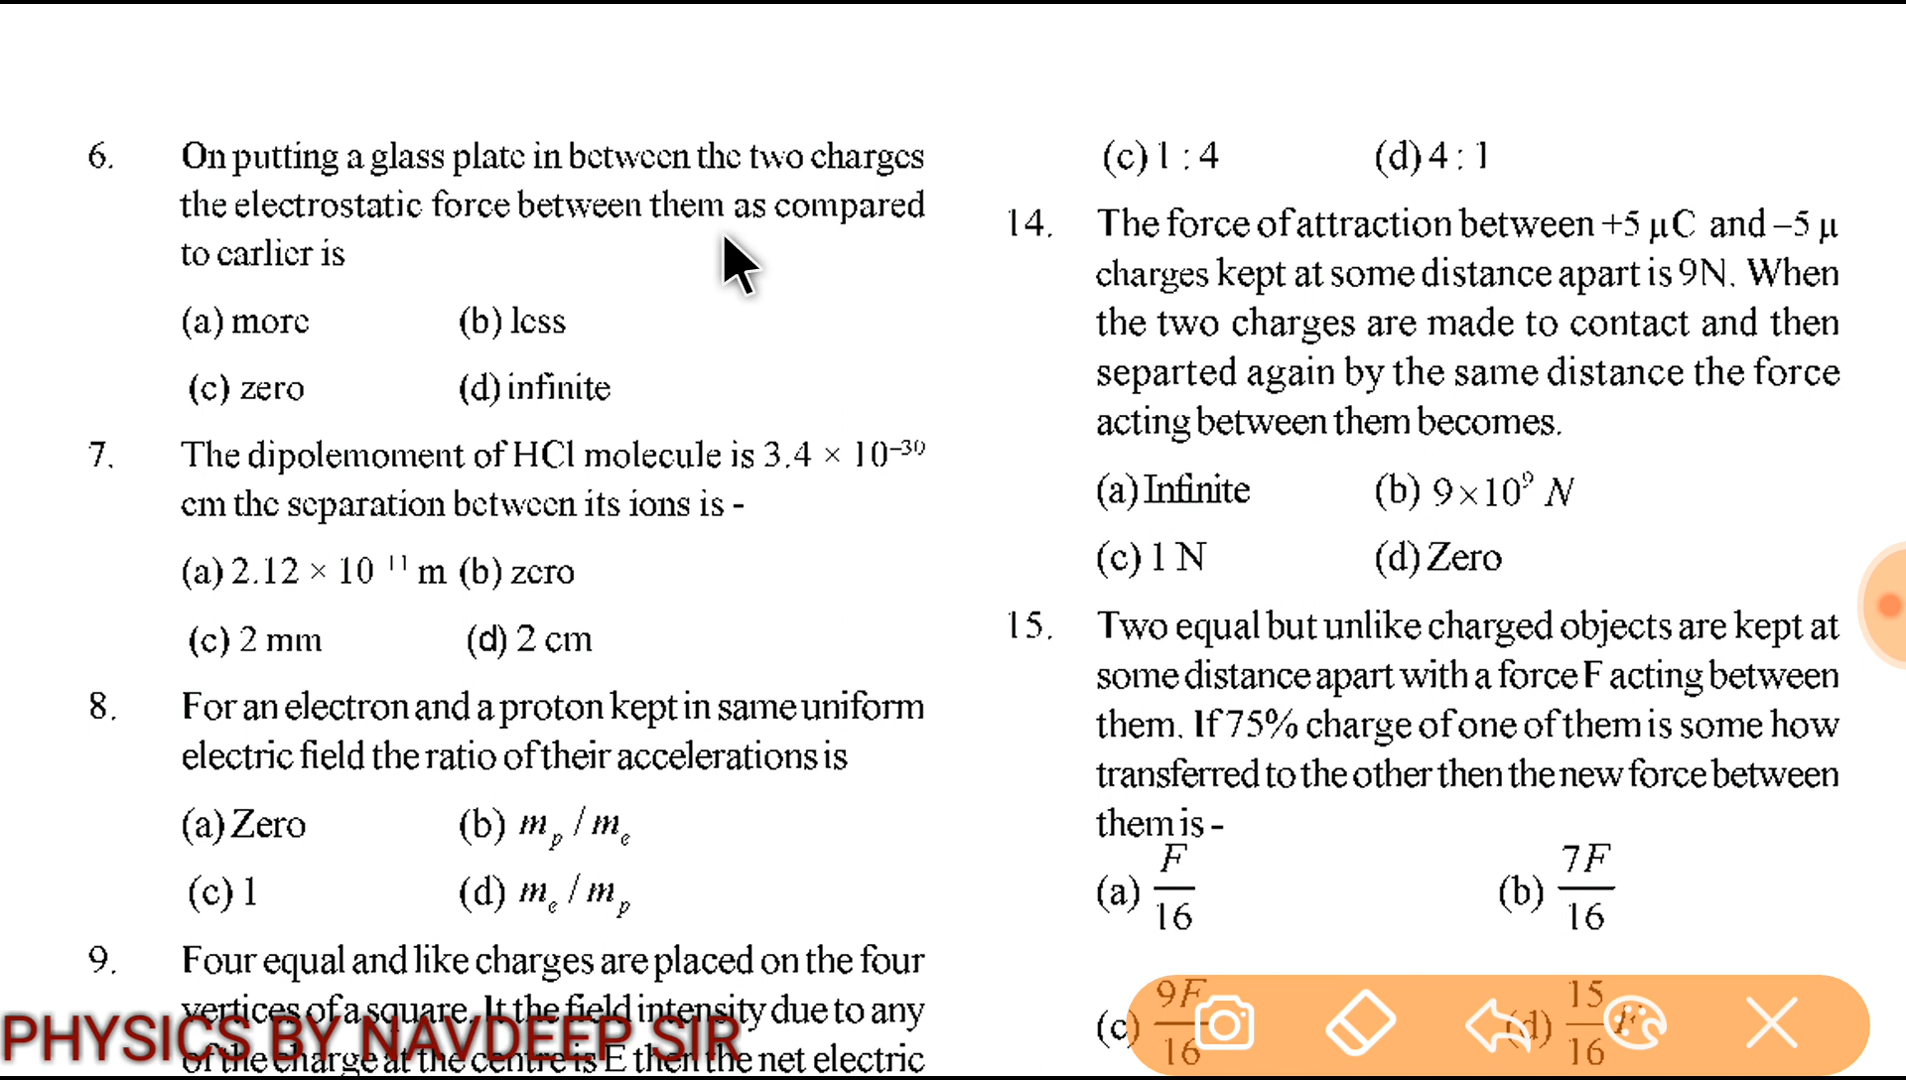 6. On putting a glass plate in between the two charges
the electrostatic force between them as compared
to earlier is
(a) more (b) less
(c) zero (d) infinite
7. The dipolemoment of HCl molecule is 3.4 × 10⁻³⁰
cm the separation between its ions is -
(a) 2.12 × 10 ¹¹ m (b) zero
(c) 2 mm (d) 2 cm
8. For an electron and a proton kept in same uniform
electric field the ratio of their accelerations is
(a) Zero (b) mₚ / mₑ
(c) 1 (d) mₑ / mₚ
9. Four equal and like charges are placed on the four
vertices of a square. It the field intensity due to any
of the charge at the centre is E then the net electric
PHYSICS BY NAVDEEP SIR
(c) 1 : 4 (d) 4 : 1
14. The force of attraction between +5 μC and –5 μ
charges kept at some distance apart is 9N. When
the two charges are made to contact and then
separted again by the same distance the force
acting between them becomes.
(a) Infinite (b) 9×10⁹ N
(c) 1 N (d) Zero
15. Two equal but unlike charged objects are kept at
some distance apart with a force F acting between
them. If 75% charge of one of them is some how
transferred to the other then the new force between
them is -
(a) F/16 (b) 7F/16
(c) 9F/16 (d) 15/16 F